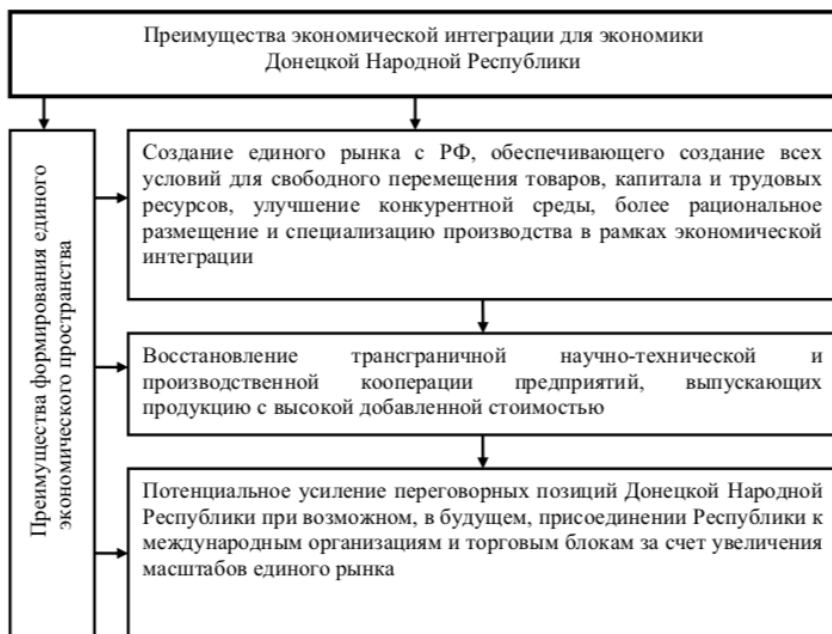 Преимущества экономической интеграции для экономики
Донецкой Народной Республики
Преимущества формирования единого
экономического пространства
Создание единого рынка с РФ, обеспечивающего создание всех
условий для свободного перемещения товаров, капитала и трудовых
ресурсов, улучшение конкурентной среды, более рациональное
размещение и специализацию производства в рамках экономической
интеграции
Восстановление трансграничной научно-технической и
производственной кооперации предприятий, выпускающих
продукцию с высокой добавленной стоимостью
Потенциальное усиление переговорных позиций Донецкой Народной
Республики при возможном, в будущем, присоединении Республики к
международным организациям и торговым блокам за счет увеличения
масштабов единого рынка